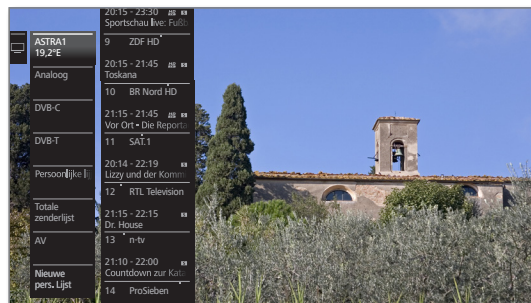 ASTRA1
19,2°E
Analoog
DVB-C
DVB-T
Persoonlijke lij
Totale
zenderlijst
AV
Nieuwe
pers. Lijst
20:15 - 23:30
Sportschau live: Fußb
9 ZDF HD
20:15 - 21:45
Toskana
10 BR Nord HD
21:15 - 21:45
Vor Ort - Die Reporta
11 SAT.1
20:14 - 22:19
Lizzy und der Kommi
12 RTL Television
21:15 - 22:15
Dr. House
13 n-tv
21:10 - 22:00
Countdown zur Kata
14 ProSieben